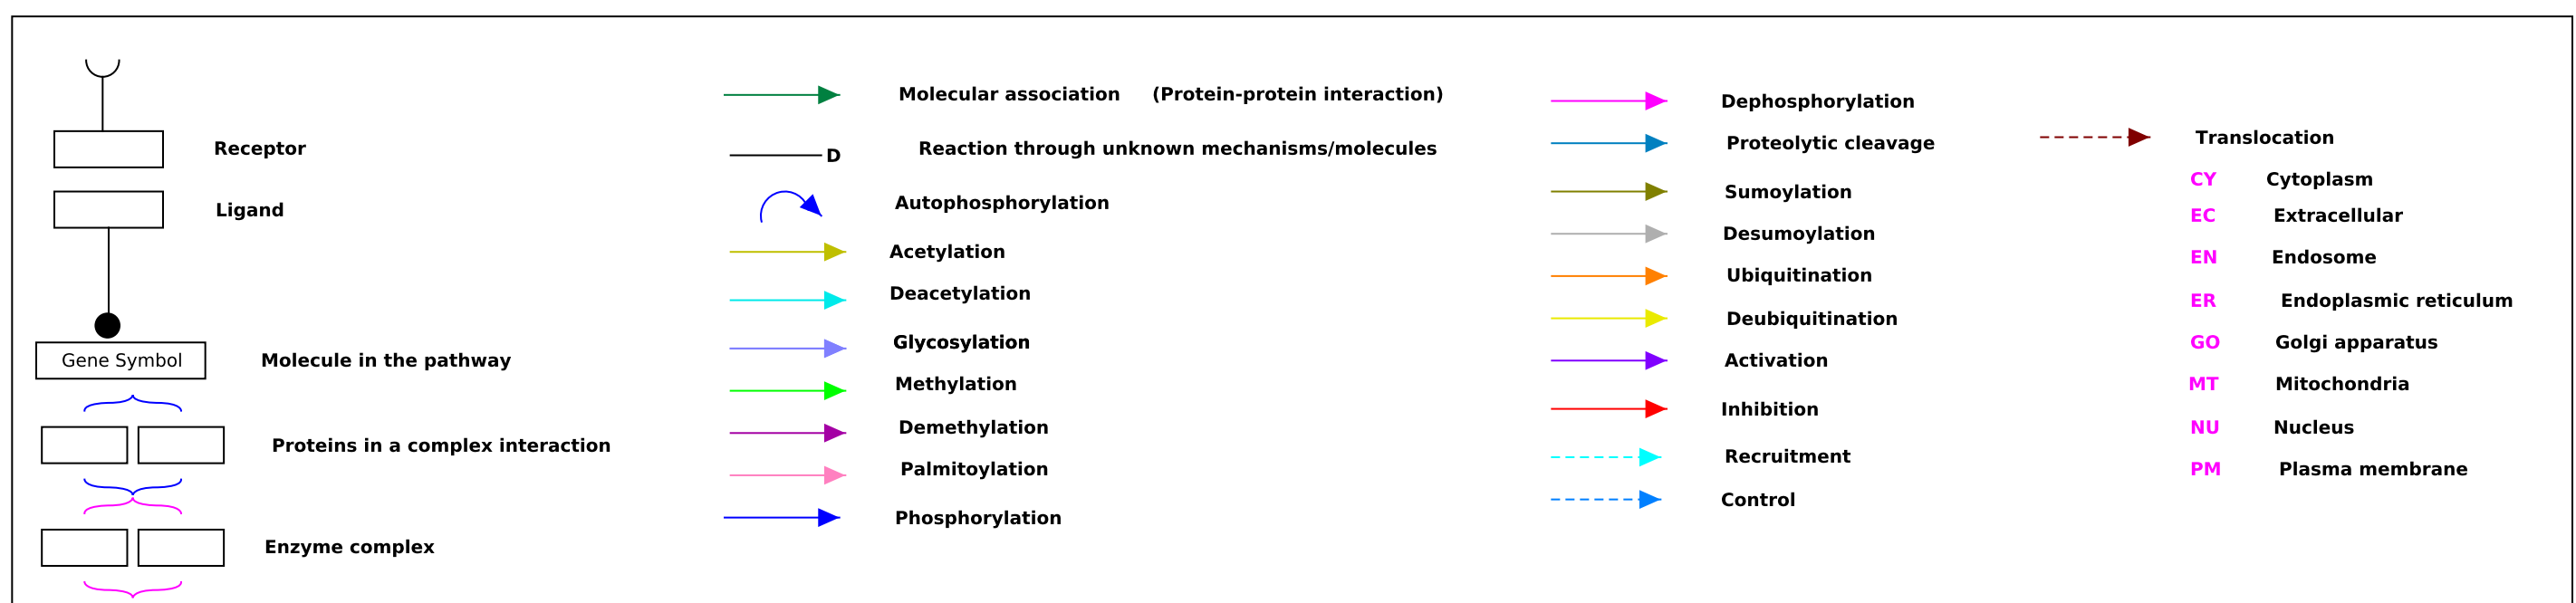 Receptor
Ligand
Gene Symbol
Molecule in the pathway
Proteins in a complex interaction
Enzyme complex
Molecular association (Protein-protein interaction)
D
Reaction through unknown mechanisms/molecules
Autophosphorylation
Acetylation
Deacetylation
Glycosylation
Methylation
Demethylation
Palmitoylation
Phosphorylation
Dephosphorylation
Proteolytic cleavage
Sumoylation
Desumoylation
Ubiquitination
Deubiquitination
Activation
Inhibition
Recruitment
Control
Translocation
CY Cytoplasm
EC Extracellular
EN Endosome
ER Endoplasmic reticulum
GO Golgi apparatus
MT Mitochondria
NU Nucleus
PM Plasma membrane